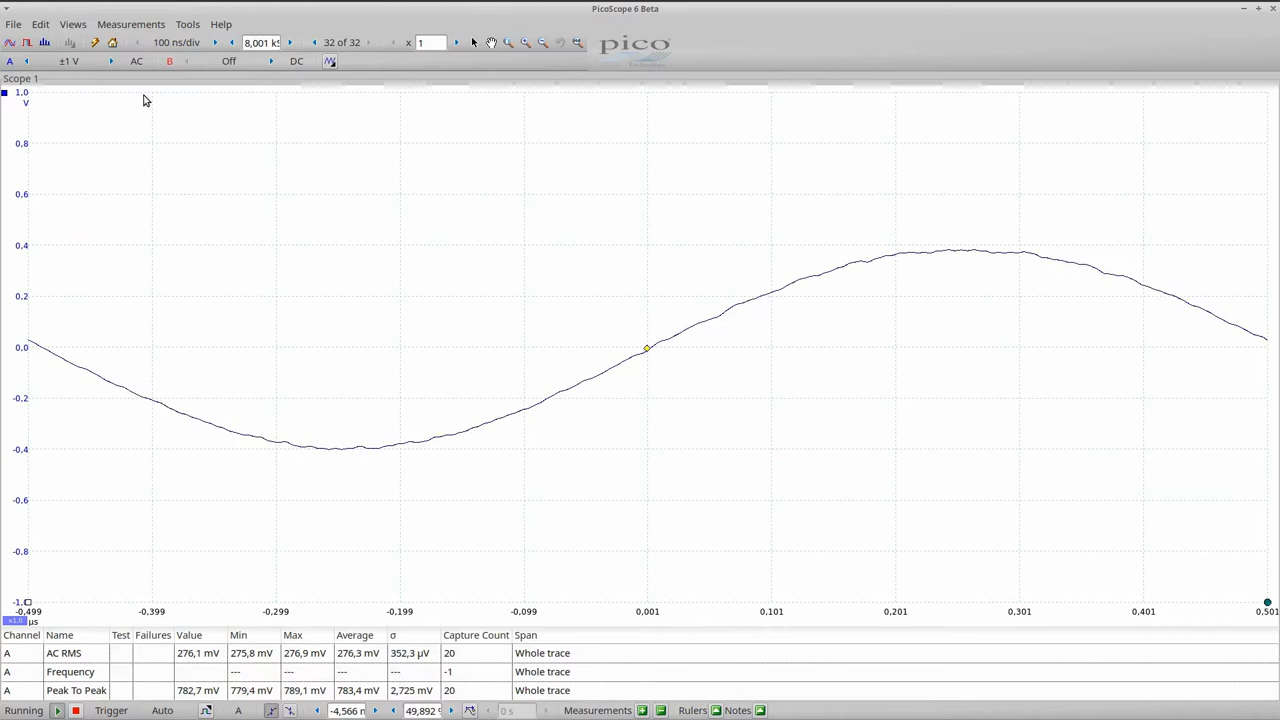 PicoScope 6 Beta
File Edit Views Measurements Tools Help
100 ns/div 8,001 kS 32 of 32 x 1
pico
Technology
A ±1 V AC B Off DC
Scope 1
1.0
V
0.8
0.6
0.4
0.2
0.0
-0.2
-0.4
-0.6
-0.8
-1.0
-0.499 -0.399 -0.299 -0.199 -0.099 0.001 0.101 0.201 0.301 0.401 0.501
x1.0 µs
Channel Name Test Failures Value Min Max Average σ Capture Count Span
A AC RMS 276,1 mV 275,8 mV 276,9 mV 276,3 mV 352,3 µV 20 Whole trace
A Frequency --- --- --- --- -1 Whole trace
A Peak To Peak 782,7 mV 779,4 mV 789,1 mV 783,4 mV 2,725 mV 20 Whole trace
Running Trigger Auto A -4,566 49,892 0 s Measurements Rulers Notes